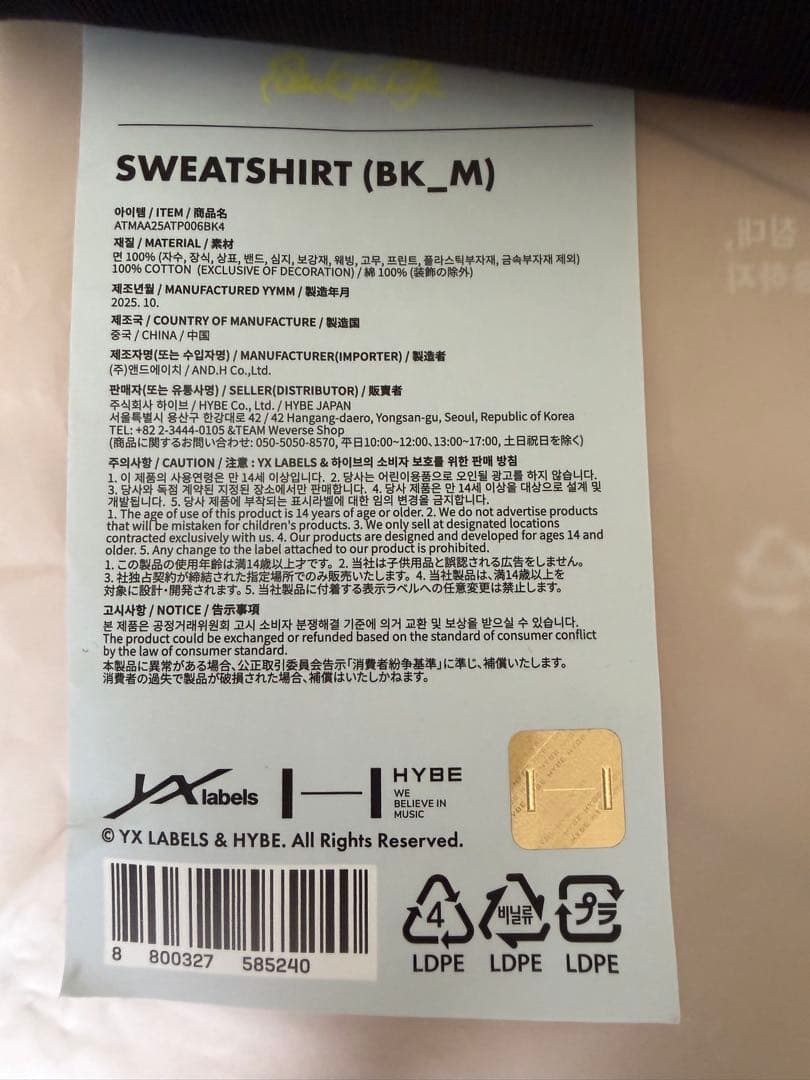 SWEATSHIRT (BK_M)
아이템 / ITEM / 商品名
ATMAA25ATP006BK4
재질 / MATERIAL / 素材
면 100% (자수, 장식, 상표, 밴드, 심지, 보강재, 웨빙, 고무, 프린트, 플라스틱부자재, 금속부자재 제외)
100% COTTON (EXCLUSIVE OF DECORATION) / 綿 100% (装飾の除外)
제조년월 / MANUFACTURED YYMM / 製造年月
2025. 10.
제조국 / COUNTRY OF MANUFACTURE / 製造国
중국 / CHINA / 中国
제조자명(또는 수입자명) / MANUFACTURER(IMPORTER) / 製造者
(주)앤드에이치 / AND.H Co.,Ltd.
판매자(또는 유통사명) / SELLER(DISTRIBUTOR) / 販賣者
주식회사 하이브 / HYBE Co., Ltd. / HYBE JAPAN
서울특별시 용산구 한강대로 42 / 42 Hangang-daero, Yongsan-gu, Seoul, Republic of Korea
TEL: +82 2-3444-0105 &TEAM Weverse Shop
(商品に関するお問い合わせ: 050-5050-8570, 平日10:00~12:00、13:00~17:00, 土日祝日を除く)
주의사항 / CAUTION / 注意 : YX LABELS & 하이브의 소비자 보호를 위한 판매 방침
1. 이 제품의 사용연령은 만 14세 이상입니다. 2. 당사는 어린이용품으로 오인될 광고를 하지 않습니다.
3. 당사와 독점 계약된 지정된 장소에서만 판매합니다. 4. 당사 제품은 만 14세 이상을 대상으로 설계 및
개발됩니다. 5. 당사 제품에 부착되는 표시라벨에 대한 임의 변경을 금지합니다.
1. The age of use of this product is 14 years of age or older. 2. We do not advertise products
that will be mistaken for children's products. 3. We only sell at designated locations
contracted exclusively with us. 4. Our products are designed and developed for ages 14 and
older. 5. Any change to the label attached to our product is prohibited.
1. この製品の使用年齢は満14歳以上才です。2. 当社は子供用品と誤認される広告をしません。
3. 社独占契約が締結された指定場所でのみ販売いたします。 4. 当社製品は、満14歳以上を
対象に設計・開発されます。5. 当社製品に付着する表示ラベルへの任意変更は禁止します。
고시사항 / NOTICE / 告示事項
본 제품은 공정거래위원회 고시 소비자 분쟁해결 기준에 의거 교환 및 보상을 받으실 수 있습니다.
The product could be exchanged or refunded based on the standard of consumer conflict
by the law of consumer standard.
本製品に異常がある場合、公正取引委員会告示「消費者紛争基準」に準じ、補償いたします。
消費者の過失で製品が破損された場合、補償はいたしかねます。
YX labels
HYBE
WE
BELIEVE IN
MUSIC
© YX LABELS & HYBE. All Rights Reserved.
8 800327 585240
4 비닐류 プラ
LDPE LDPE LDPE